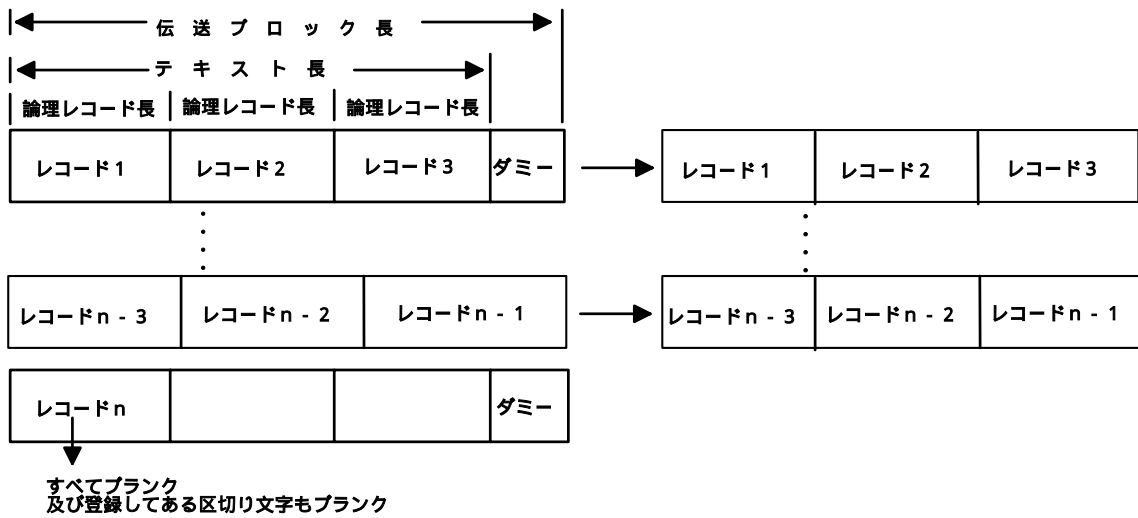 伝送ブロック長
テキスト長
論理レコード長 論理レコード長 論理レコード長
レコード1 レコード2 レコード3 ダミー レコード1 レコード2 レコード3
レコードn - 3 レコードn - 2 レコードn - 1 レコードn - 3 レコードn - 2 レコードn - 1
レコードn ダミー
すべてブランク
及び登録してある区切り文字もブランク